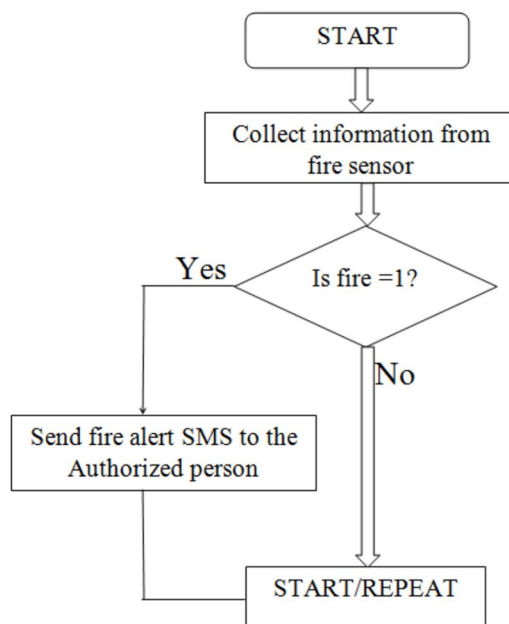 START
Collect information from
fire sensor
Is fire =1?
Yes
No
Send fire alert SMS to the
Authorized person
START/REPEAT